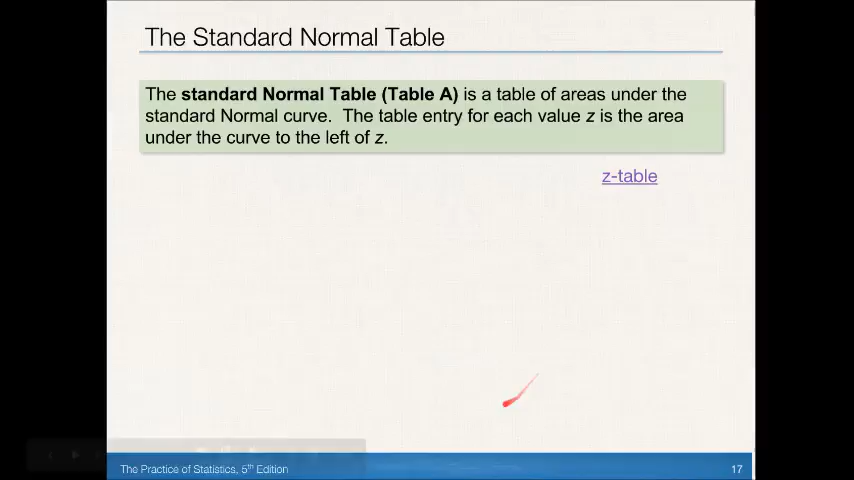 The Standard Normal Table
The standard Normal Table (Table A) is a table of areas under the
standard Normal curve. The table entry for each value z is the area
under the curve to the left of z.
z-table
The Practice of Statistics, 5th Edition
17